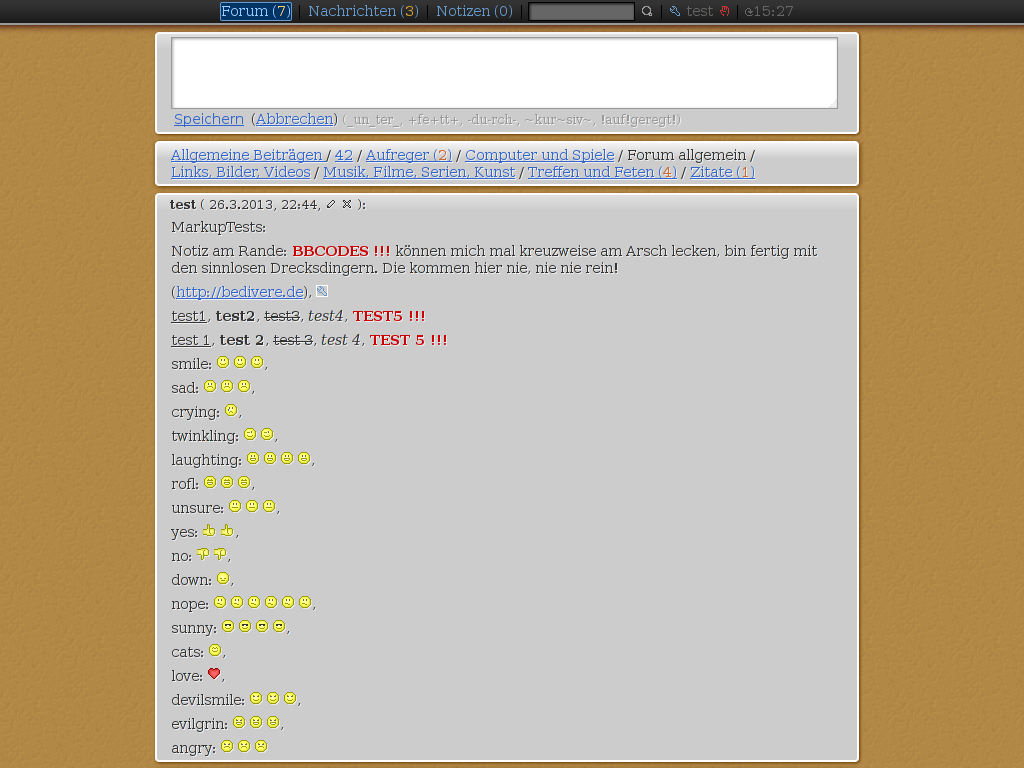 Forum (7) | Nachrichten (3) | Notizen (0) | | test | 15:27
Speichern (Abbrechen) (_un_ter_, +fe+tt+, -du-rch-, ~kur~siv~, !auf!geregt!)
Allgemeine Beiträgen / 42 / Aufreger (2) / Computer und Spiele / Forum allgemein /
Links, Bilder, Videos / Musik, Filme, Serien, Kunst / Treffen und Feten (4) / Zitate (1)
test ( 26.3.2013, 22:44, ):
MarkupTests:
Notiz am Rande: BBCODES !!! können mich mal kreuzweise am Arsch lecken, bin fertig mit
den sinnlosen Drecksdingern. Die kommen hier nie, nie nie rein!
(http://bedivere.de),
test1, test2, test3, test4, TEST5 !!!
test 1, test 2, test 3, test 4, TEST 5 !!!
smile: ,
sad: ,
crying: ,
twinkling: ,
laughting: ,
rofl: ,
unsure: ,
yes: ,
no: ,
down: ,
nope: ,
sunny: ,
cats: ,
love: ,
devilsmile: ,
evilgrin: ,
angry: